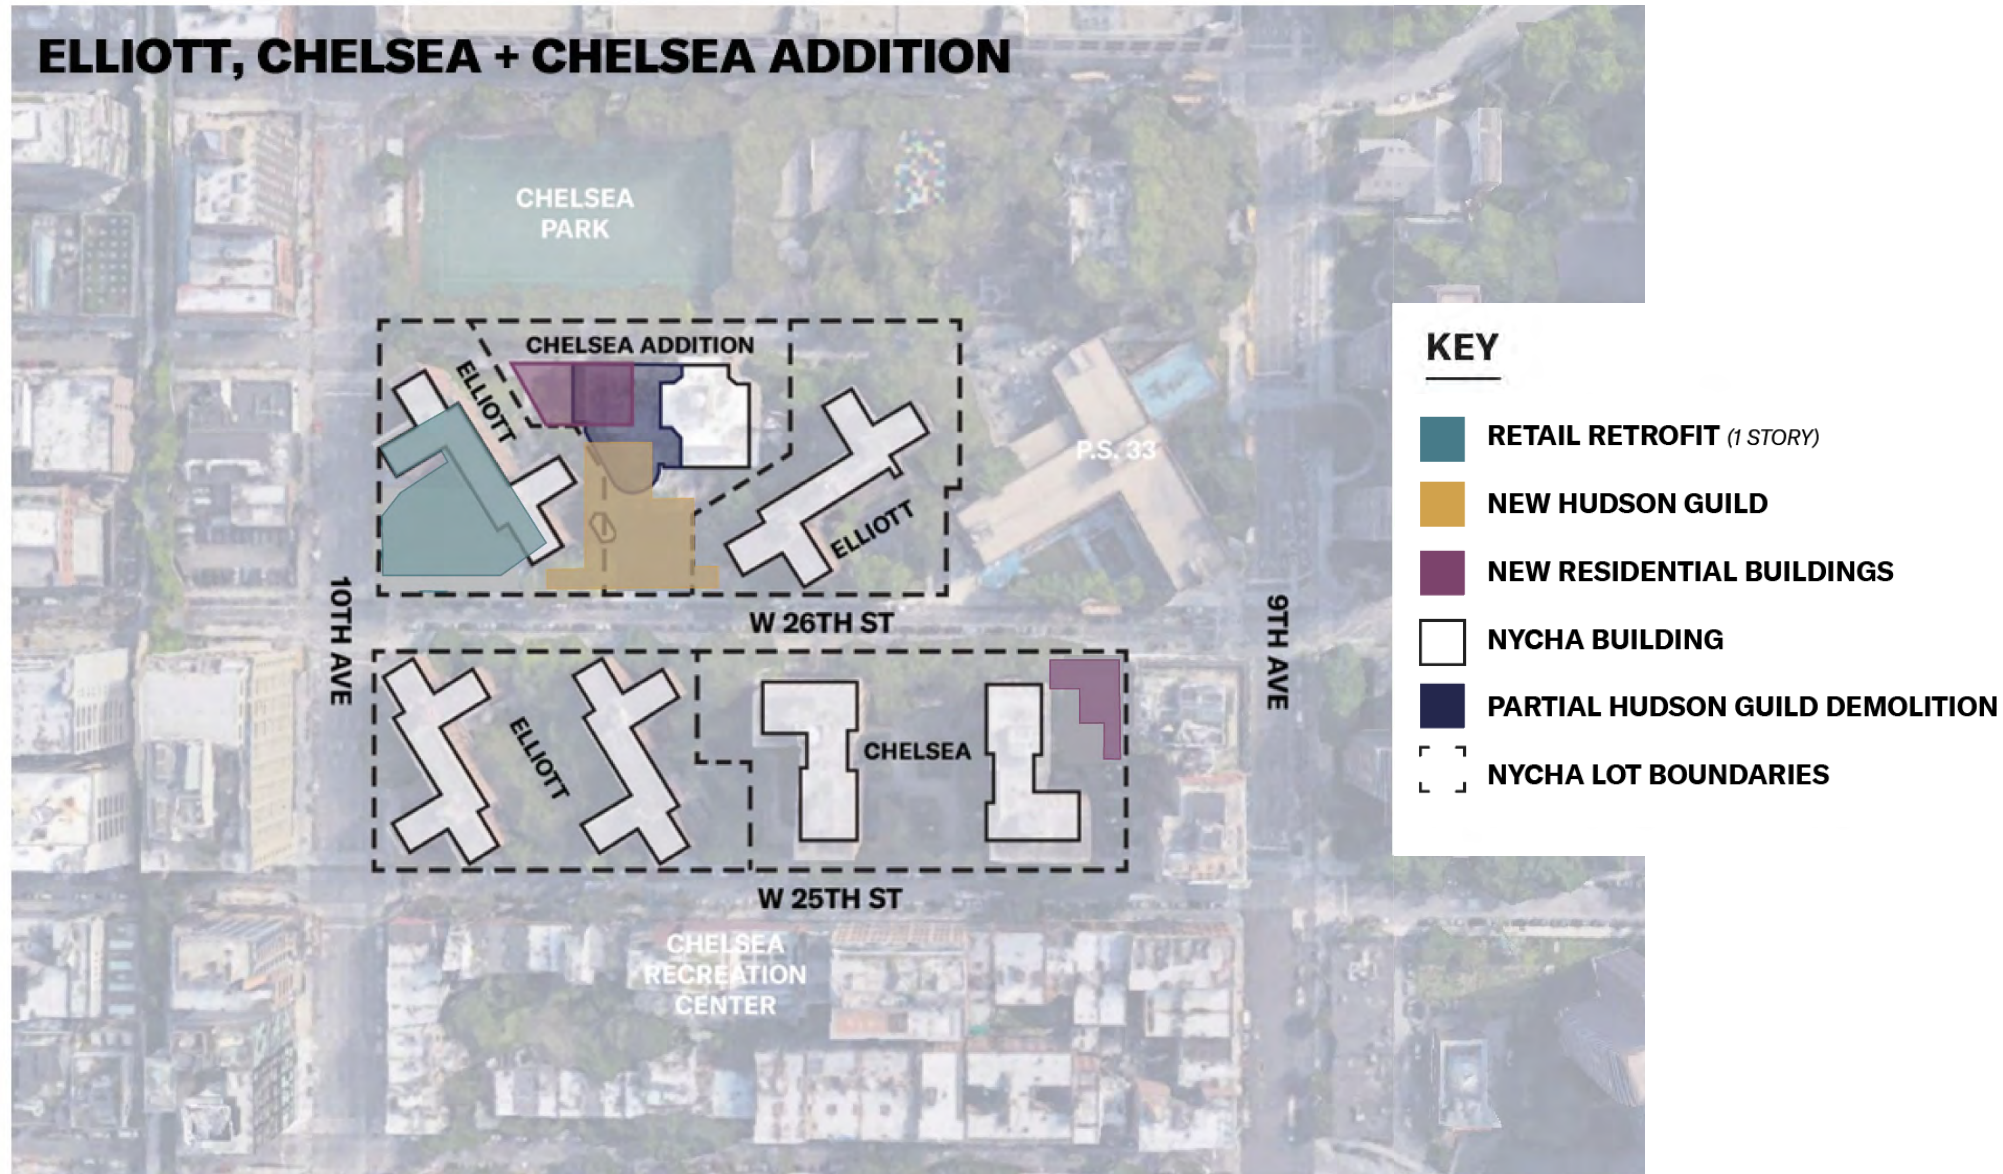 ELLIOTT, CHELSEA + CHELSEA ADDITION
CHELSEA
PARK
CHELSEA ADDITION
ELLIOTT
P.S. 33
ELLIOTT
W 26TH ST
10TH AVE
9TH AVE
ELLIOTT
CHELSEA
W 25TH ST
CHELSEA
RECREATION
CENTER
KEY
RETAIL RETROFIT (1 STORY)
NEW HUDSON GUILD
NEW RESIDENTIAL BUILDINGS
NYCHA BUILDING
PARTIAL HUDSON GUILD DEMOLITION
NYCHA LOT BOUNDARIES